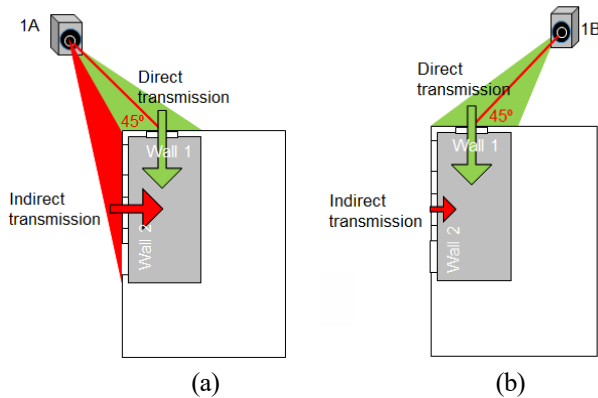 1A
Direct
transmission
45º
Wall 1
Indirect
transmission
Wall 2
(a)
1B
Direct
transmission
45º
Wall 1
Indirect
transmission
Wall 2
(b)